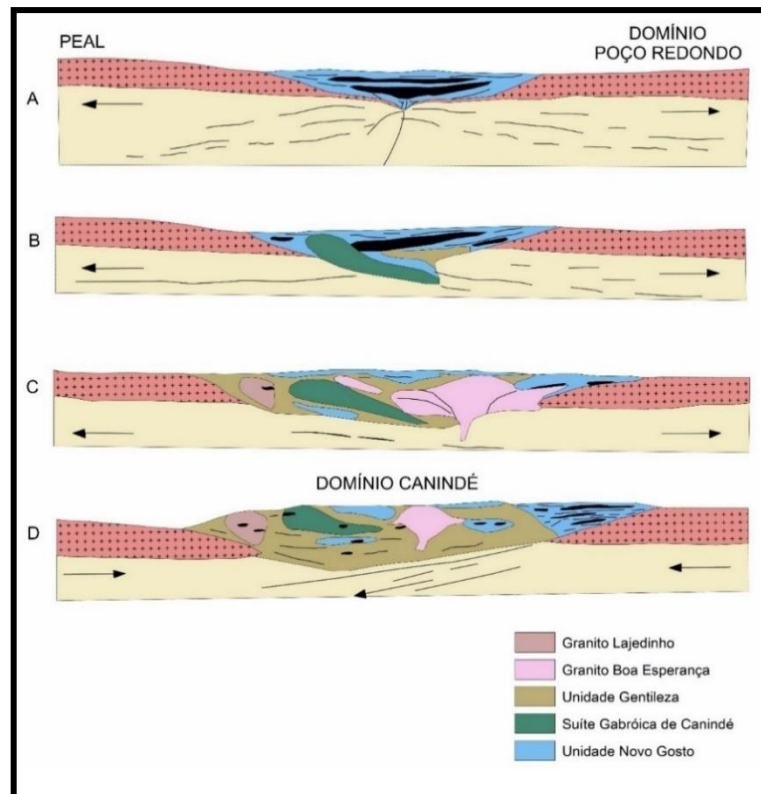 PEAL
DOMÍNIO
POÇO REDONDO
A
B
C
DOMÍNIO CANINDÉ
D
Granito Lajedinho
Granito Boa Esperança
Unidade Gentileza
Suíte Gabróica de Canindé
Unidade Novo Gosto